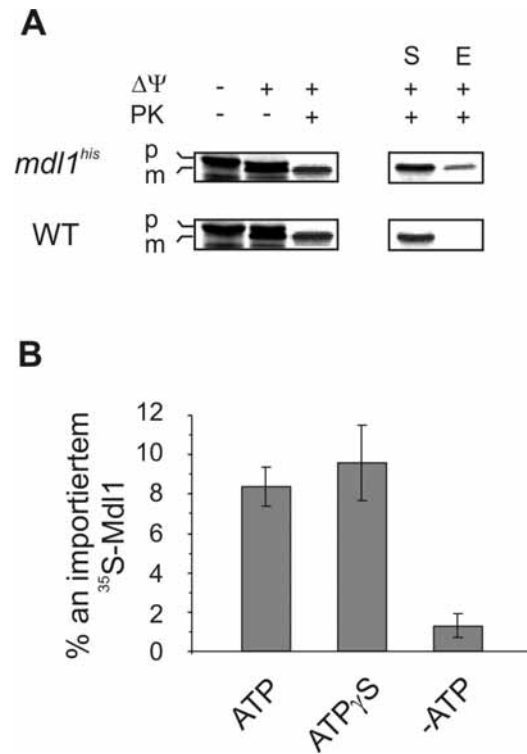 A
S E
ΔΨ - + + + +
PK - - + + +
mdl1his p m
WT p m
B
% an importiertem
35S-Mdl1
12
10
8
6
4
2
0
ATP ATPγS -ATP